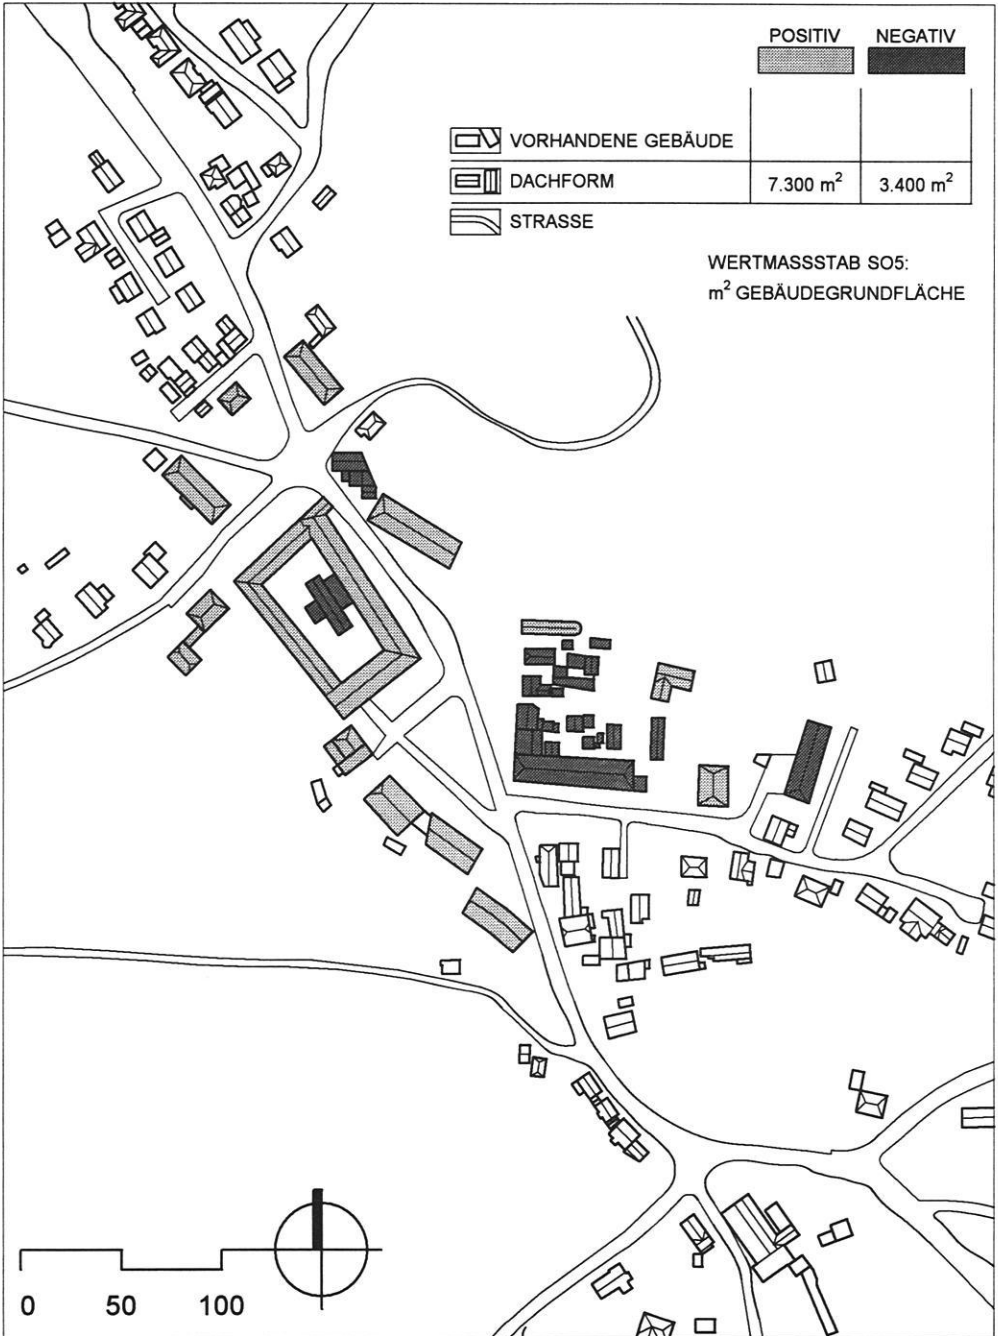 POSITIV NEGATIV
VORHANDENE GEBÄUDE
DACHFORM 7.300 m² 3.400 m²
STRASSE
WERTMASSSTAB SO5:
m² GEBÄUDEGRUNDFLÄCHE
0 50 100